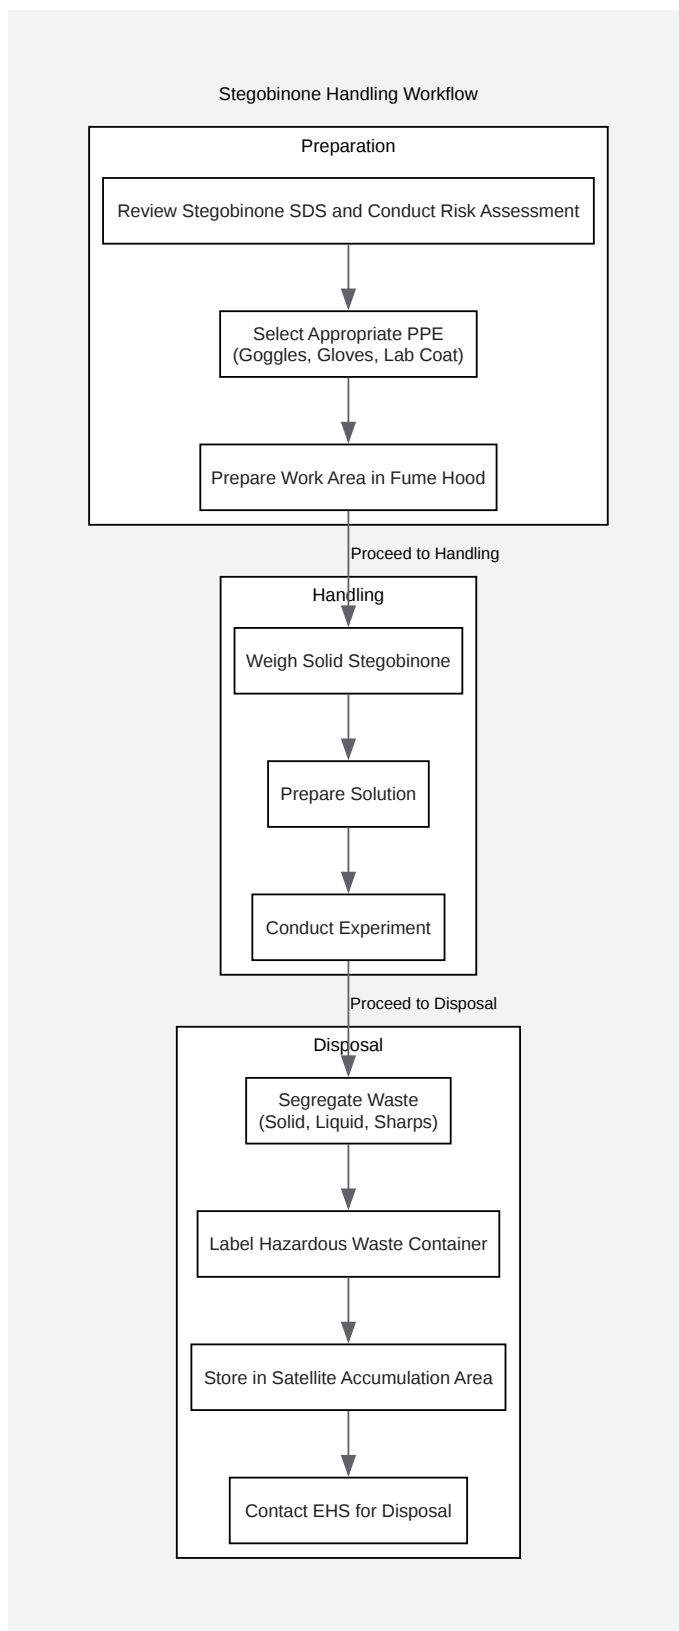 Stegobinone Handling Workflow
Preparation
Review Stegobinone SDS and Conduct Risk Assessment
Select Appropriate PPE
(Goggles, Gloves, Lab Coat)
Prepare Work Area in Fume Hood
Proceed to Handling
Handling
Weigh Solid Stegobinone
Prepare Solution
Conduct Experiment
Proceed to Disposal
Disposal
Segregate Waste
(Solid, Liquid, Sharps)
Label Hazardous Waste Container
Store in Satellite Accumulation Area
Contact EHS for Disposal